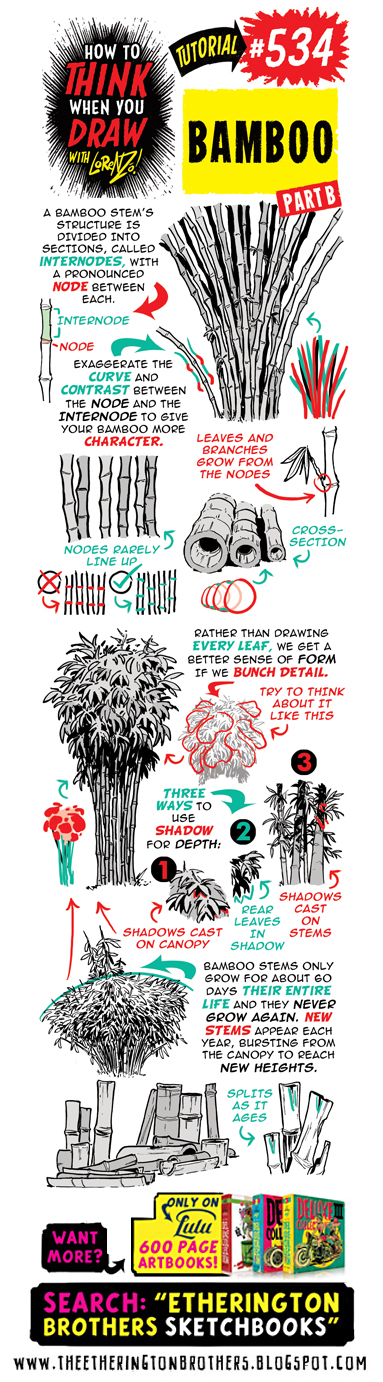 HOW TO
THINK
WHEN YOU
DRAW
WITH LORENZO!
TUTORIAL
#534
BAMBOO
PART B
A BAMBOO STEM'S
STRUCTURE IS
DIVIDED INTO
SECTIONS, CALLED
INTERNODES, WITH
A PRONOUNCED
NODE BETWEEN
EACH.
INTERNODE
NODE
EXAGGERATE THE
CURVE AND
CONTRAST BETWEEN
THE NODE AND THE
INTERNODE TO GIVE
YOUR BAMBOO MORE
CHARACTER.
LEAVES AND
BRANCHES
GROW FROM
THE NODES
NODES RARELY
LINE UP
CROSS-
SECTION
RATHER THAN DRAWING
EVERY LEAF, WE GET A
BETTER SENSE OF FORM
IF WE BUNCH DETAIL.
TRY TO THINK
ABOUT IT
LIKE THIS
THREE
WAYS TO
USE
SHADOW
FOR DEPTH:
1
2
3
SHADOWS CAST
ON CANOPY
REAR
LEAVES
IN
SHADOW
SHADOWS
CAST
ON
STEMS
BAMBOO STEMS ONLY
GROW FOR ABOUT 60
DAYS THEIR ENTIRE
LIFE AND THEY NEVER
GROW AGAIN. NEW
STEMS APPEAR EACH
YEAR, BURSTING FROM
THE CANOPY TO REACH
NEW HEIGHTS.
SPLITS
AS IT
AGES
WANT
MORE?
ONLY ON
Lulu
600 PAGE
ARTBOOKS!
SEARCH: "ETHERINGTON
BROTHERS SKETCHBOOKS"
WWW.THEETHERINGTONBROTHERS.BLOGSPOT.COM